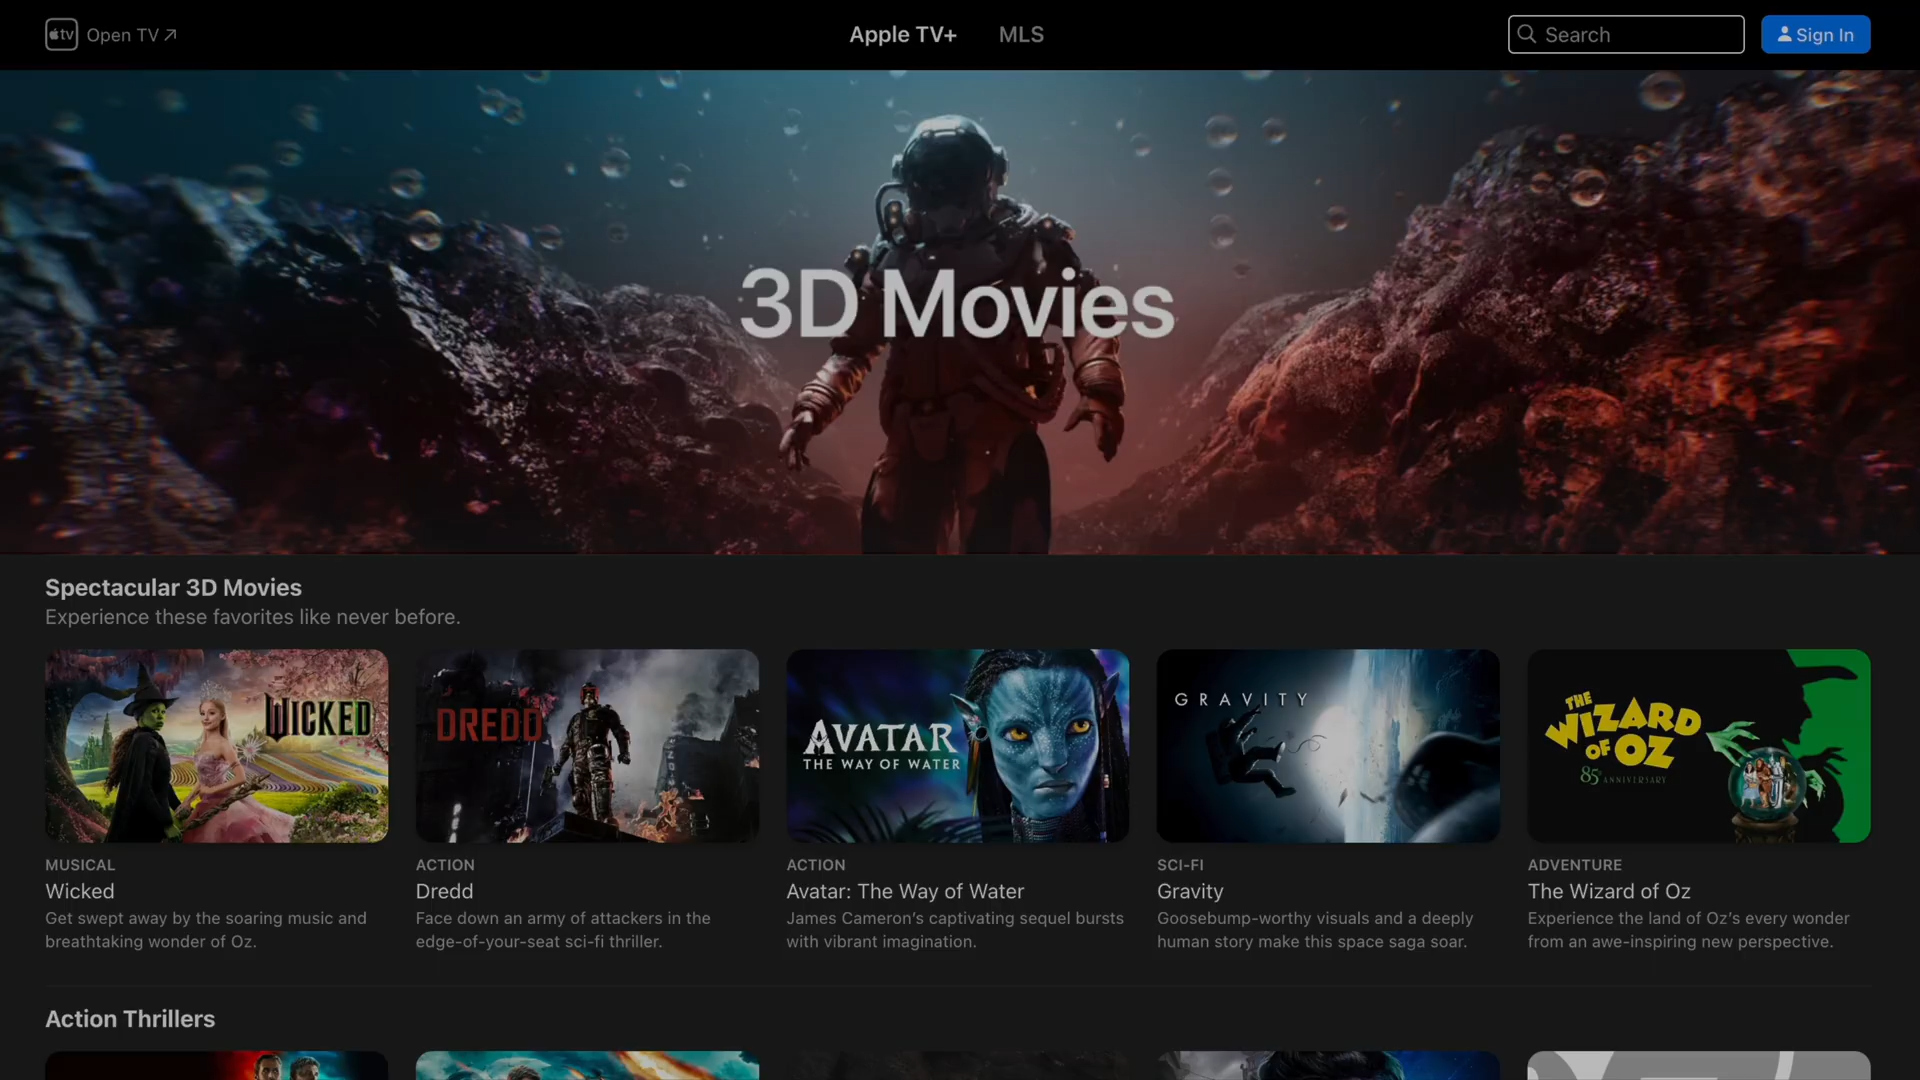 tv Open TV ↗
Apple TV+
MLS
Search
Sign In
3D Movies
Spectacular 3D Movies
Experience these favorites like never before.
WICKED
DREDD
AVATAR
THE WAY OF WATER
GRAVITY
THE
WIZARD
OF OZ
85th ANNIVERSARY
MUSICAL
Wicked
Get swept away by the soaring music and
breathtaking wonder of Oz.
ACTION
Dredd
Face down an army of attackers in the
edge-of-your-seat sci-fi thriller.
ACTION
Avatar: The Way of Water
James Cameron’s captivating sequel bursts
with vibrant imagination.
SCI-FI
Gravity
Goosebump-worthy visuals and a deeply
human story make this space saga soar.
ADVENTURE
The Wizard of Oz
Experience the land of Oz’s every wonder
from an awe-inspiring new perspective.
Action Thrillers